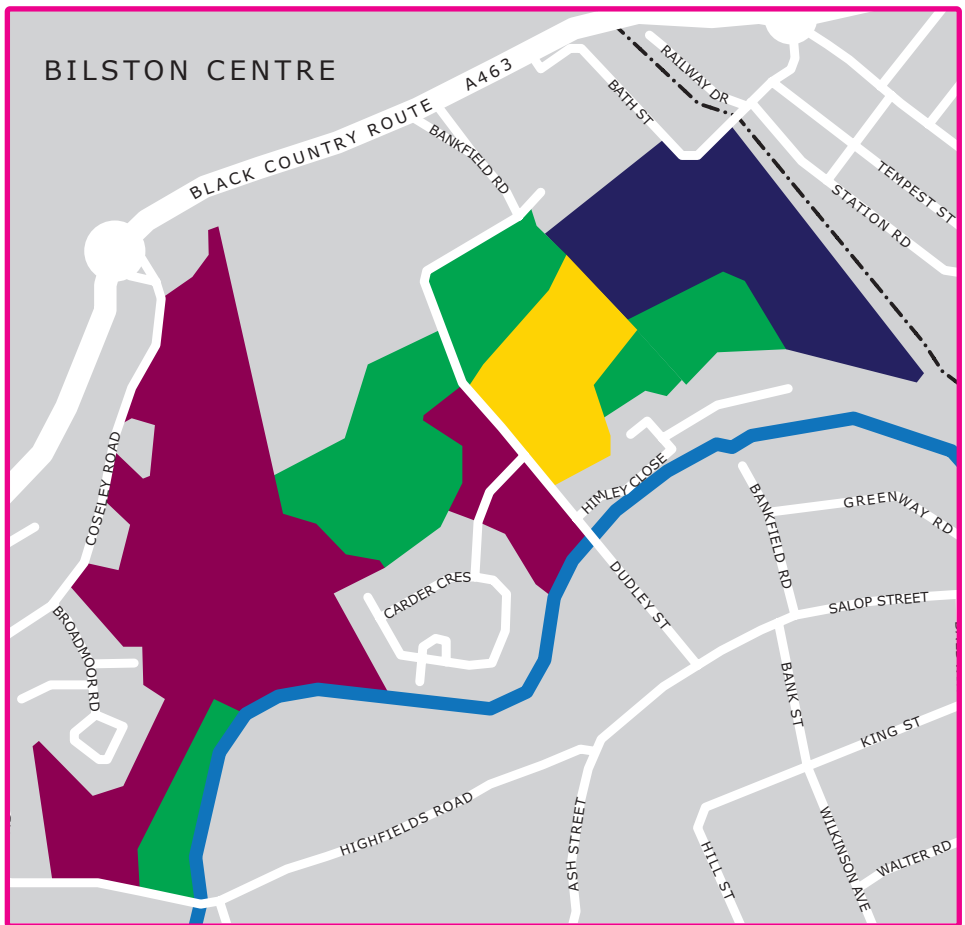 BILSTON CENTRE
BLACK COUNTRY ROUTE A463
RAILWAY DR
BATH ST
BANKFIELD RD
TEMPEST ST
STATION RD
COSELEY ROAD
HIMLEY CLOSE
BANKFIELD RD
GREENWAY RD
CARDER CRES
DUDLEY ST
SALOP STREET
BROADMOOR RD
BANK ST
KING ST
HIGHFIELDS ROAD
ASH STREET
HILL ST
WILKINSON AVE
WALTER RD